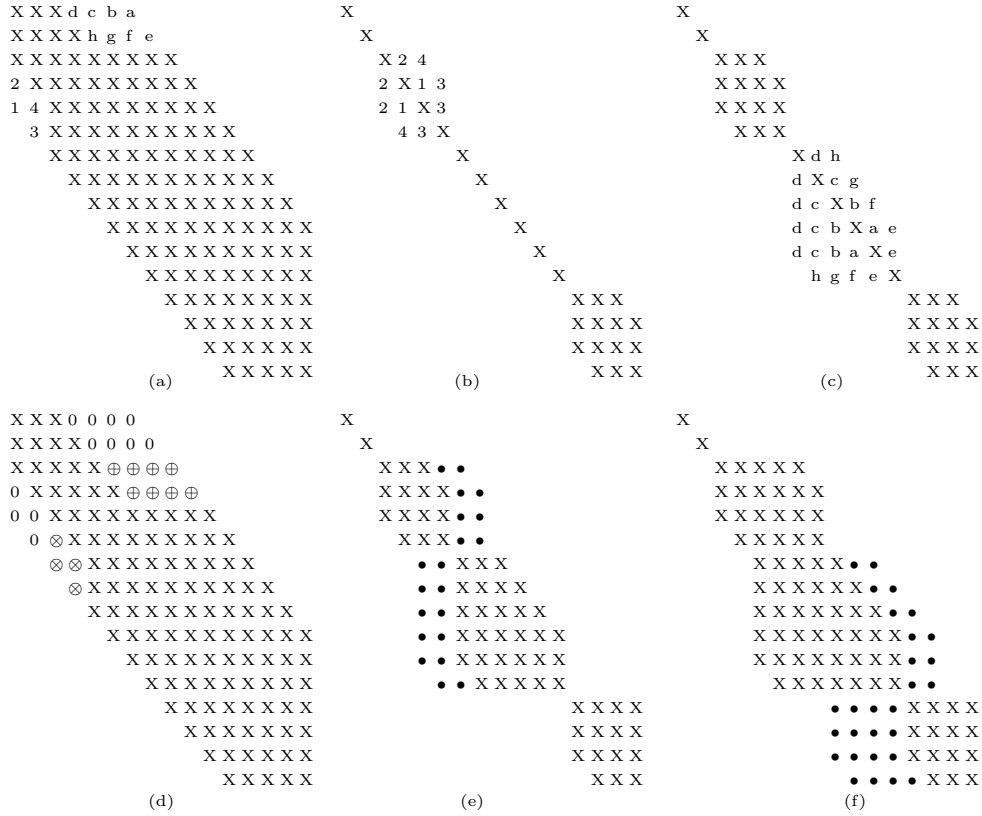 X X X d c b a X X
X X X X h g f e X X
X X X X X X X X X X 2 4 X X X
2 X X X X X X X X X 2 X 1 3 X X X X
1 4 X X X X X X X X X 2 1 X 3 X X X X
3 X X X X X X X X X X 4 3 X X X X
X X X X X X X X X X X X X d h
X X X X X X X X X X X X d X c g
X X X X X X X X X X X X d c X b f
X X X X X X X X X X X X d c b X a e
X X X X X X X X X X X d c b a X e
X X X X X X X X X X h g f e X
X X X X X X X X X X X X X X
X X X X X X X X X X X X X X X
X X X X X X X X X X X X X X
X X X X X X X X X X X
(a) (b) (c)
X X X 0 0 0 0 X X
X X X X 0 0 0 0 X X
X X X X X ⊕ ⊕ ⊕ ⊕ X X X • • X X X X X
0 X X X X X ⊕ ⊕ ⊕ ⊕ X X X X • • X X X X X X
0 0 X X X X X X X X X X X X X • • X X X X X X
0 ⊗ X X X X X X X X X X X X • • X X X X X
⊗ ⊗ X X X X X X X X X • • X X X X X X X X • •
⊗ X X X X X X X X X X • • X X X X X X X X X X • •
X X X X X X X X X X X • • X X X X X X X X X X X X • •
X X X X X X X X X X X • • X X X X X X X X X X X X X X • •
X X X X X X X X X X • • X X X X X X X X X X X X X X • •
X X X X X X X X X • • X X X X X X X X X X X X • •
X X X X X X X X X X X X • • • • X X X X
X X X X X X X X X X X • • • • X X X X
X X X X X X X X X X • • • • X X X X
X X X X X X X X • • • • X X X
(d) (e) (f)